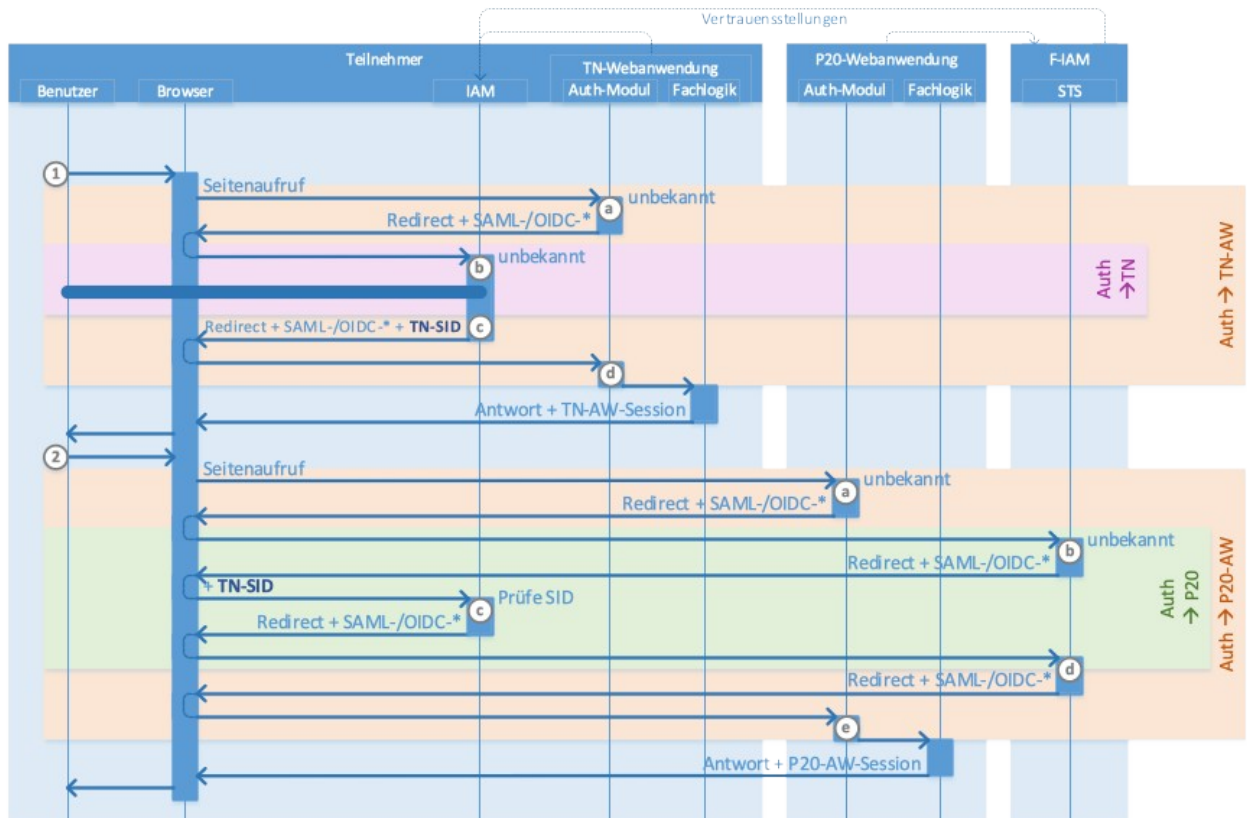 Vertrauensstellungen
Teilnehmer
TN-Webanwendung
P20-Webanwendung
F-IAM
Benutzer
Browser
IAM
Auth-Modul
Fachlogik
Auth-Modul
Fachlogik
STS
1
Seitenaufruf
unbekannt
a
Redirect + SAML-/OIDC-*
unbekannt
b
Auth
→TN
Auth → TN-AW
Redirect + SAML-/OIDC-* + TN-SID
c
d
Antwort + TN-AW-Session
2
Seitenaufruf
unbekannt
a
Redirect + SAML-/OIDC-*
b
unbekannt
Redirect + SAML-/OIDC-*
+ TN-SID
Prüfe SID
c
Redirect + SAML-/OIDC-*
Auth
→ P20
Auth → P20-AW
d
Redirect + SAML-/OIDC-*
e
Antwort + P20-AW-Session